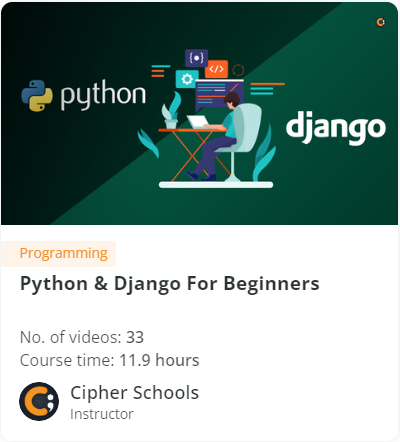 python
django
Programming
Python & Django For Beginners
No. of videos: 33
Course time: 11.9 hours
Cipher Schools
Instructor